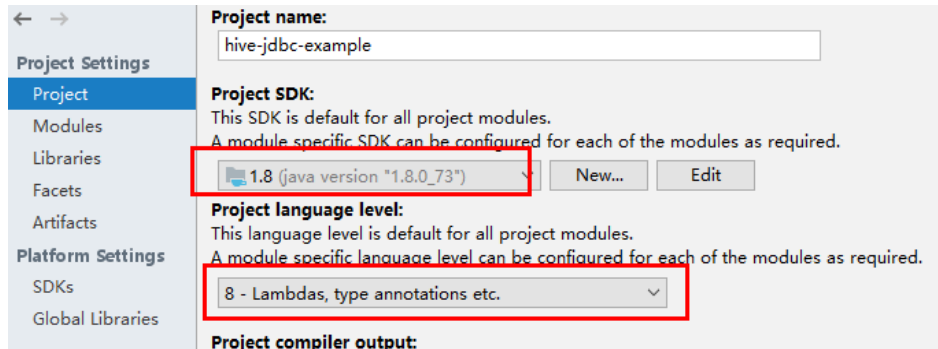 Project name:
hive-jdbc-example
Project Settings
Project
Modules
Libraries
Facets
Artifacts
Platform Settings
SDKs
Global Libraries
Project SDK:
This SDK is default for all project modules.
A module specific SDK can be configured for each of the modules as required.
1.8 (java version "1.8.0_73")
New...
Edit
Project language level:
This language level is default for all project modules.
A module specific language level can be configured for each of the modules as required.
8 - Lambdas, type annotations etc.
Project compiler output: